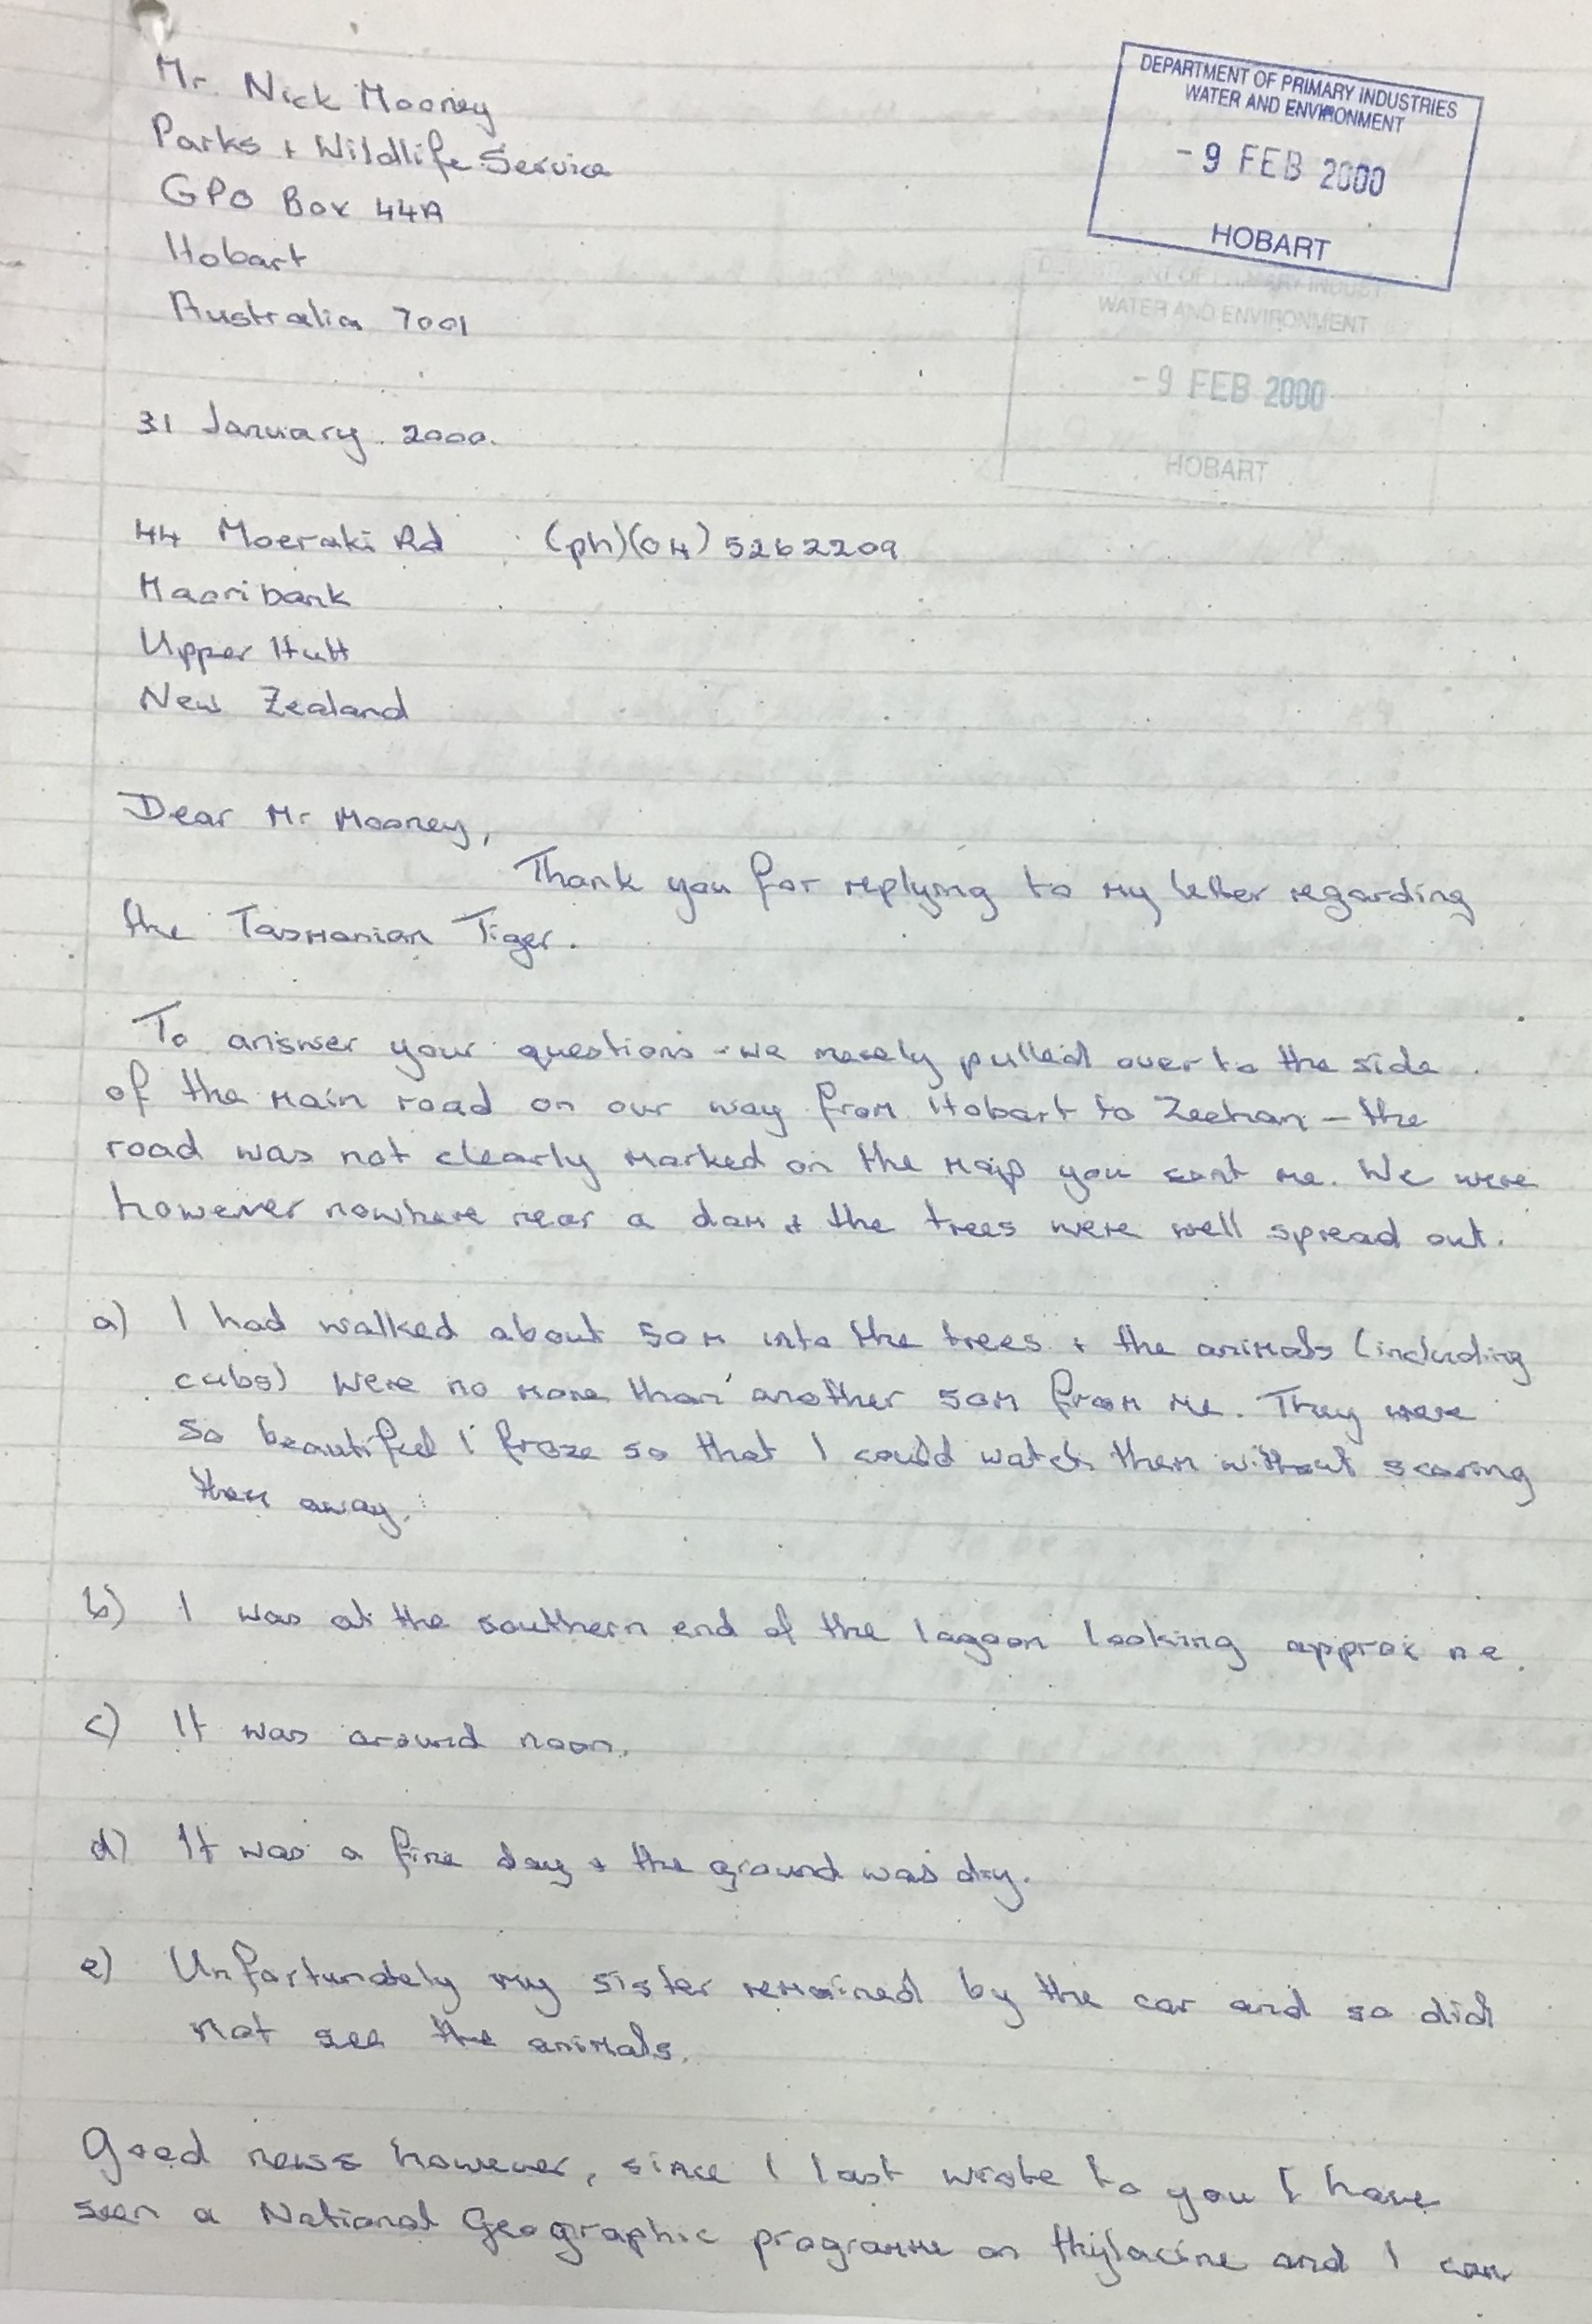 Mr. Nick Mooney
Parks + Wildlife Service
GPO Box 44A
Hobart
Australia 7001
DEPARTMENT OF PRIMARY INDUSTRIES
WATER AND ENVIRONMENT
- 9 FEB 2000
HOBART
DEPARTMENT OF PRIMARY INDUST
WATER AND ENVIRONMENT
- 9 FEB 2000
HOBART
31 January. 2000.
44 Moeraki Rd (ph)(04) 5262209
Maoribank
Upper Hutt
New Zealand
Dear Mr Mooney,
Thank you for replying to my letter regarding
the Tasmanian Tiger.
To answer your questions - we merely pulled over to the side
of the main road on our way from Hobart to Zeehan - the
road was not clearly marked on the map you sent me. We were
however nowhere near a dam + the trees were well spread out.
a) I had walked about 50m into the trees + the animals (including
cubs) were no more than another 50m from me. They were
so beautiful I froze so that I could watch them without scaring
them away.
b) I was at the southern end of the lagoon looking approx ne.
c) It was around noon.
d) It was a fine day + the ground was dry.
e) Unfortunately my sister remained by the car and so did
not see the animals.
Good news however, since I last wrote to you I have
seen a National Geographic programme on thylacine and I can